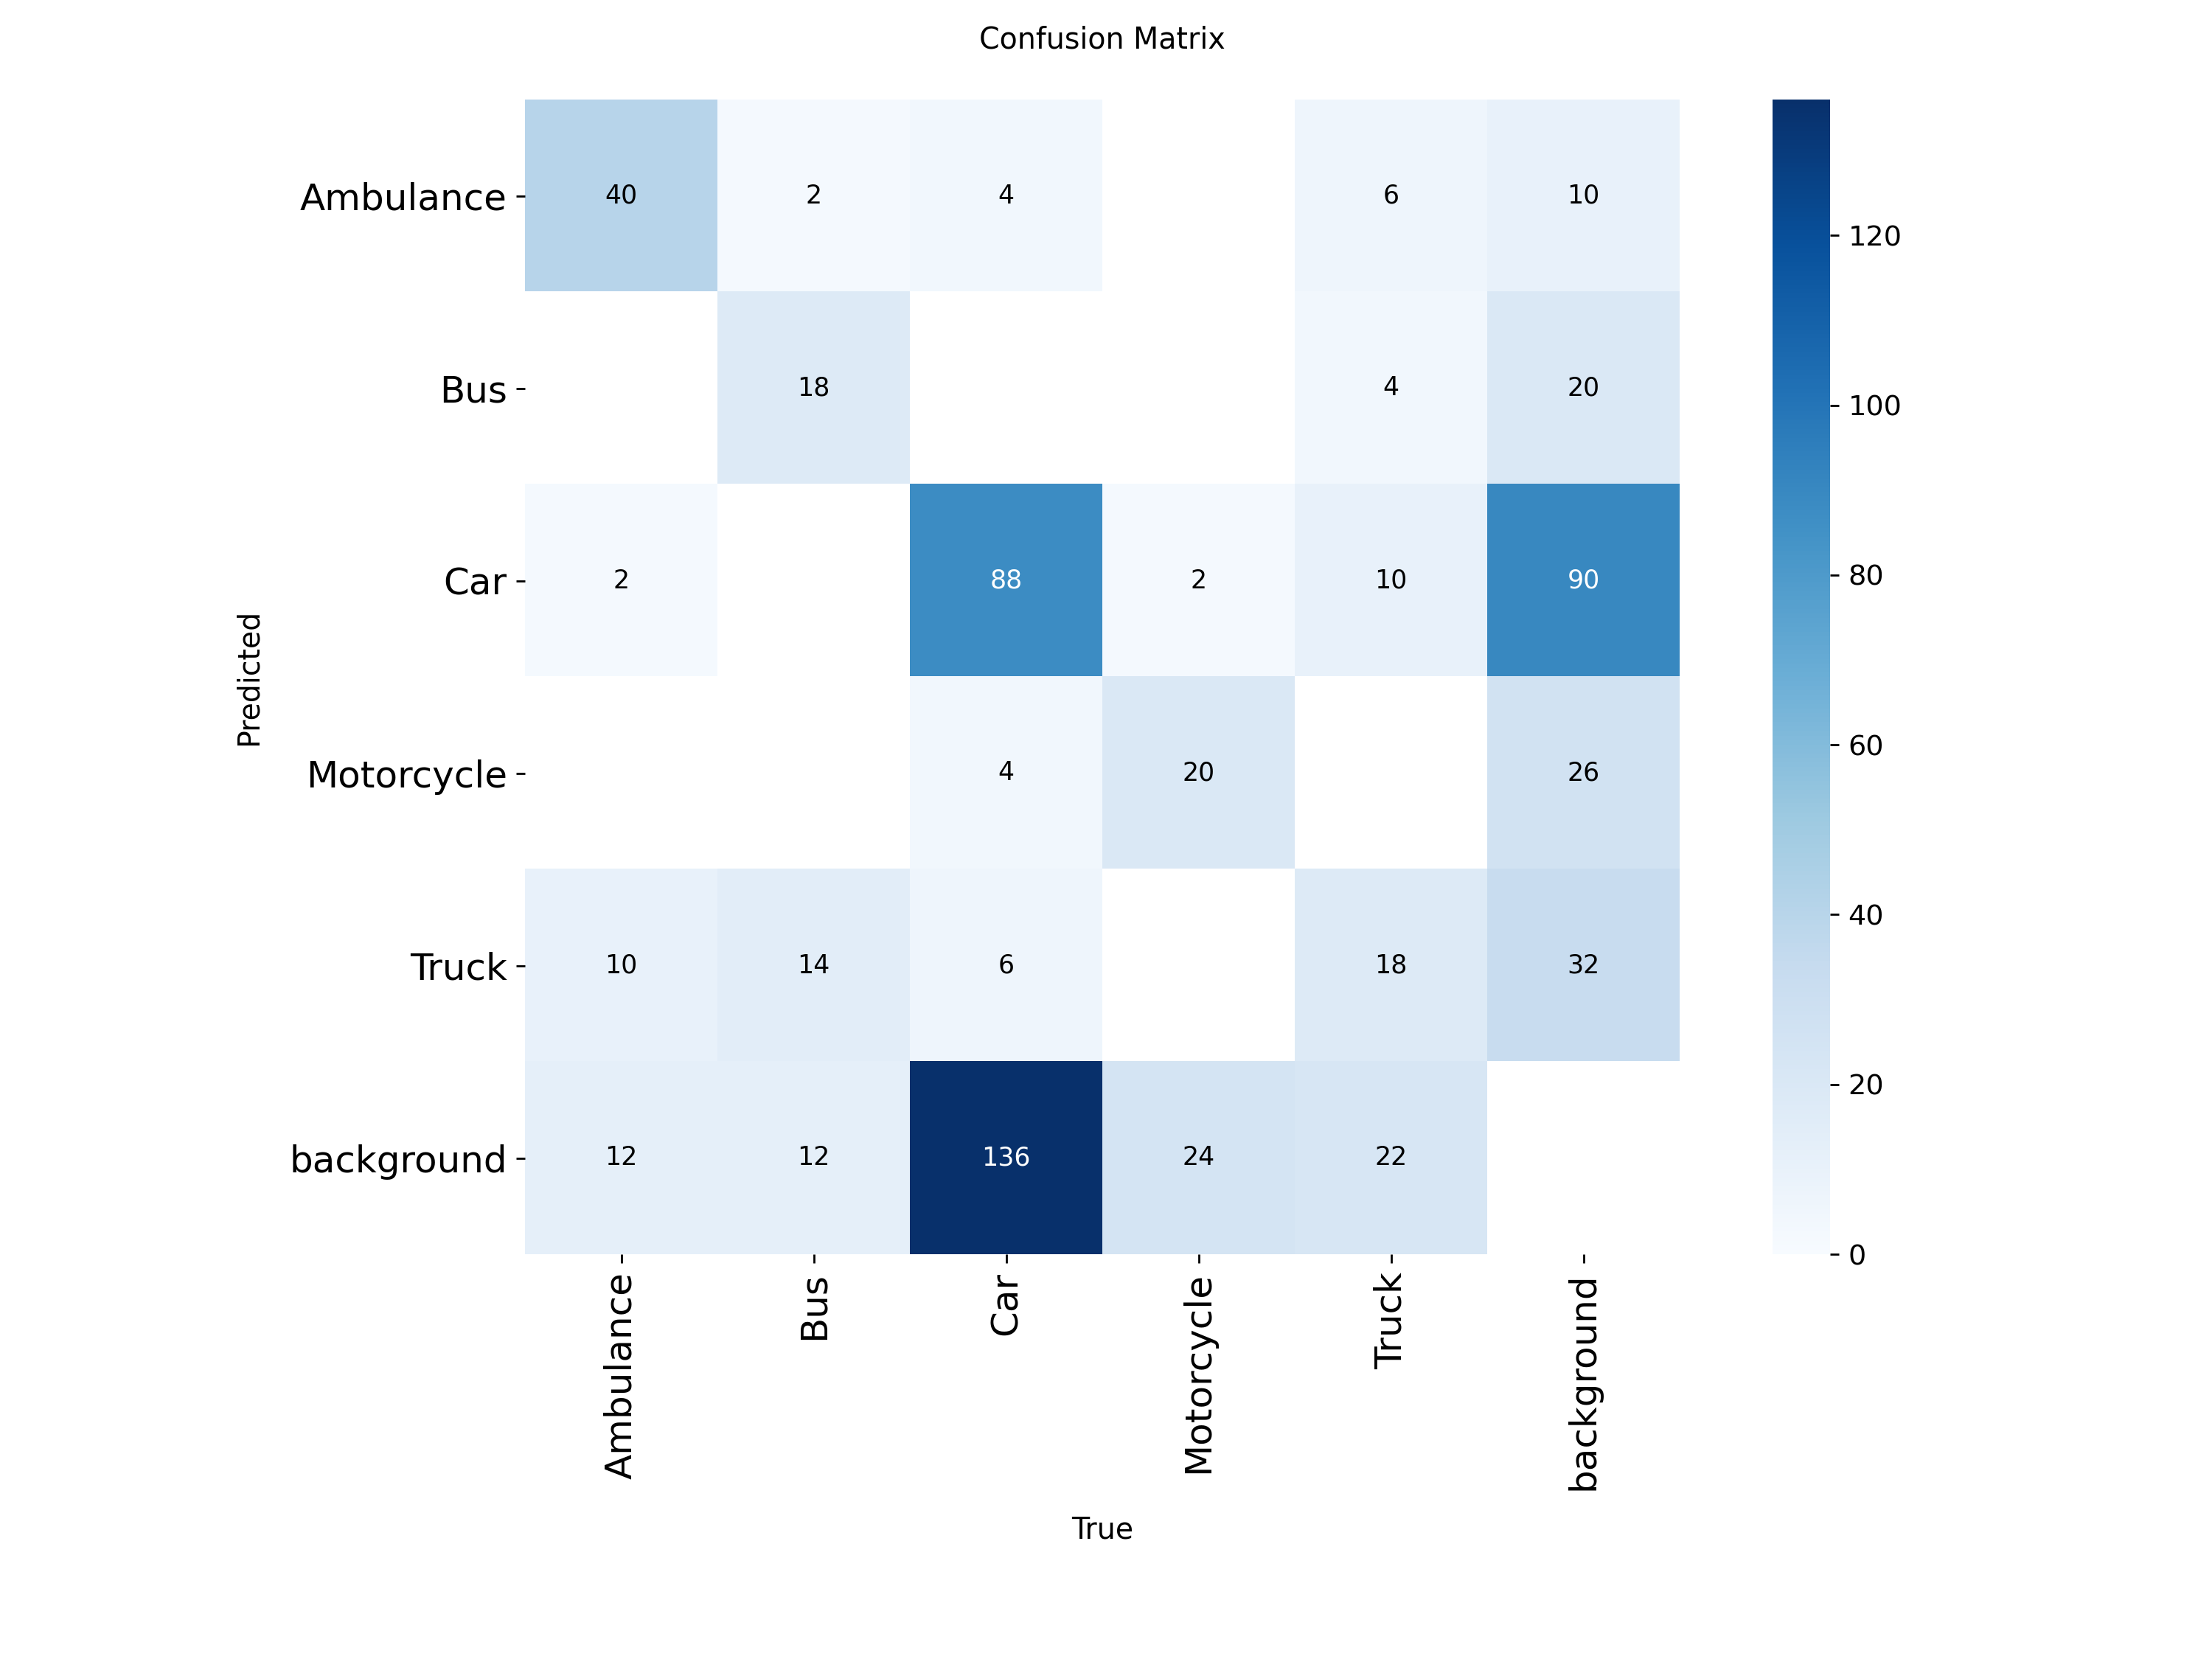 Confusion Matrix
Ambulance 40 2 4 6 10
Bus 18 4 20
Car 2 88 2 10 90
Motorcycle 4 20 26
Truck 10 14 6 18 32
background 12 12 136 24 22
Predicted
Ambulance Bus Car Motorcycle Truck background
True
120
100
80
60
40
20
0